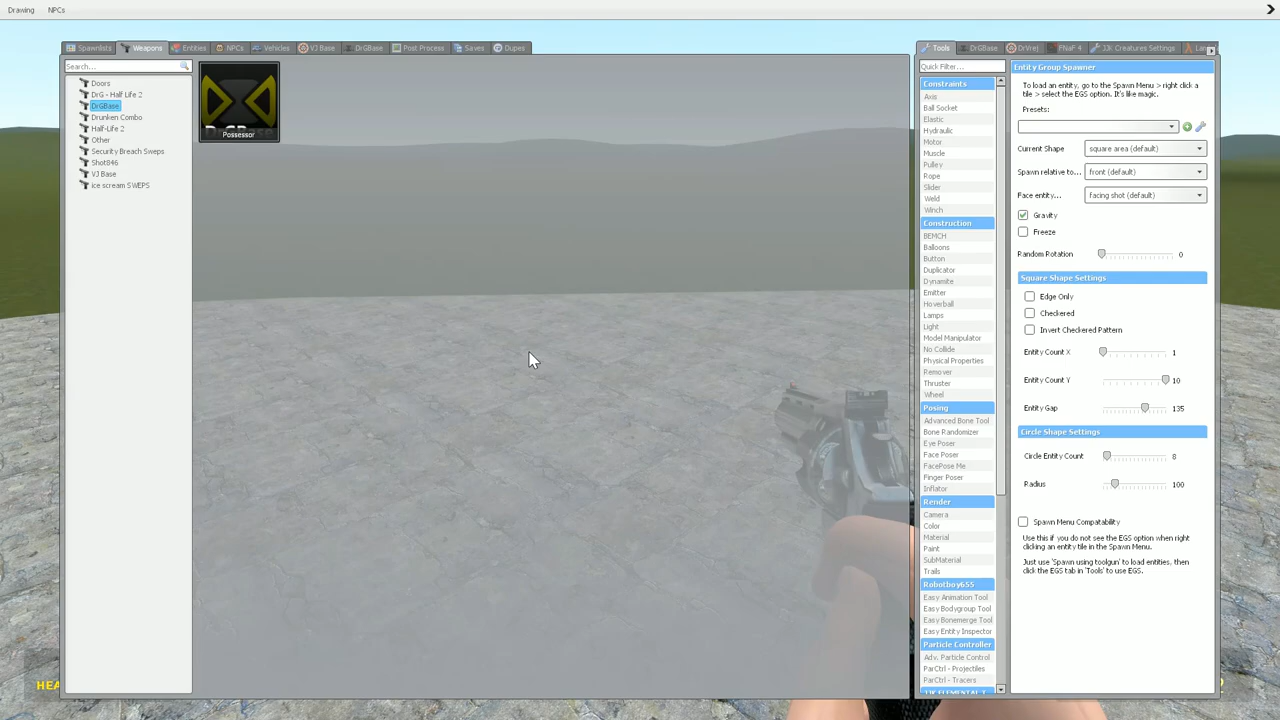 Drawing NPCs
Spawnlists Weapons Entities NPCs Vehicles VJ Base DrGBase Post Process Saves Dupes
Search...
Doors
DrG - Half Life 2
DrGBase
Drunken Combo
Half-Life 2
Other
Security Breach Sweps
Shot846
VJ Base
ice scream SWEPS
Possessor
Tools DrGBase DrVrej FNaF 4 JJK Creatures Settings
Quick Filter...
Constraints
Axis
Ball Socket
Elastic
Hydraulic
Motor
Muscle
Pulley
Rope
Slider
Weld
Winch
Construction
BEMCH
Balloons
Button
Duplicator
Dynamite
Emitter
Hoverball
Lamps
Light
Model Manipulator
No Collide
Physical Properties
Remover
Thruster
Wheel
Posing
Advanced Bone Tool
Bone Randomizer
Eye Poser
Face Poser
FacePose Me
Finger Poser
Inflator
Render
Camera
Color
Material
Paint
SubMaterial
Trails
Robotboy655
Easy Animation Tool
Easy Bodygroup Tool
Easy Bonemerge Tool
Easy Entity Inspector
Particle Controller
Adv. Particle Control
ParCtrl - Projectiles
ParCtrl - Tracers
Entity Group Spawner
To load an entity, go to the Spawn Menu > right click a
tile > select the EGS option. It's like magic.
Presets:
Current Shape square area (default)
Spawn relative to... front (default)
Face entity... facing shot (default)
Gravity
Freeze
Random Rotation 0
Square Shape Settings
Edge Only
Checkered
Invert Checkered Pattern
Entity Count X 1
Entity Count Y 10
Entity Gap 135
Circle Shape Settings
Circle Entity Count 8
Radius 100
Spawn Menu Compatability
Use this if you do not see the EGS option when right
clicking an entity tile in the Spawn Menu.
Just use 'Spawn using toolgun' to load entities, then
click the EGS tab in 'Tools' to use EGS.